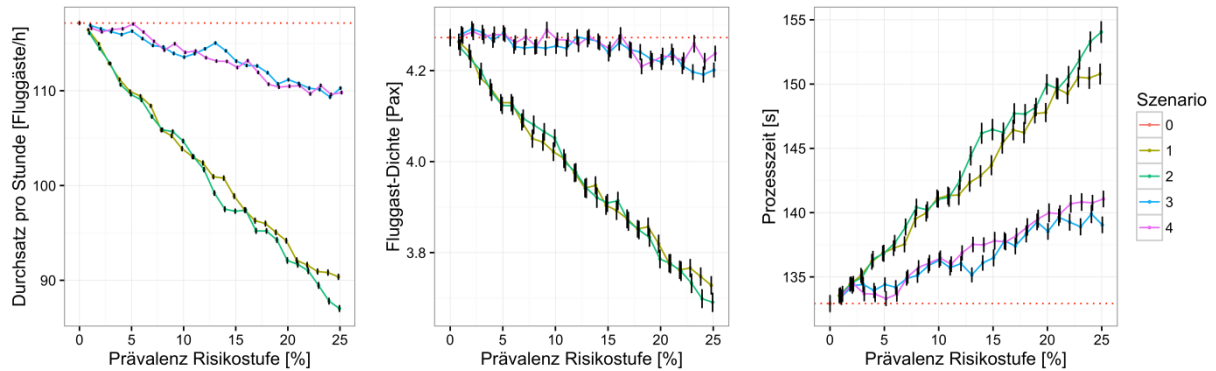 Durchsatz pro Stunde [Fluggäste/h]
110
100
90
0 5 10 15 20 25
Prävalenz Risikostufe [%]
Fluggast-Dichte [Pax]
4.2
4.0
3.8
0 5 10 15 20 25
Prävalenz Risikostufe [%]
Prozesszeit [s]
155
150
145
140
135
0 5 10 15 20 25
Prävalenz Risikostufe [%]
Szenario
0
1
2
3
4